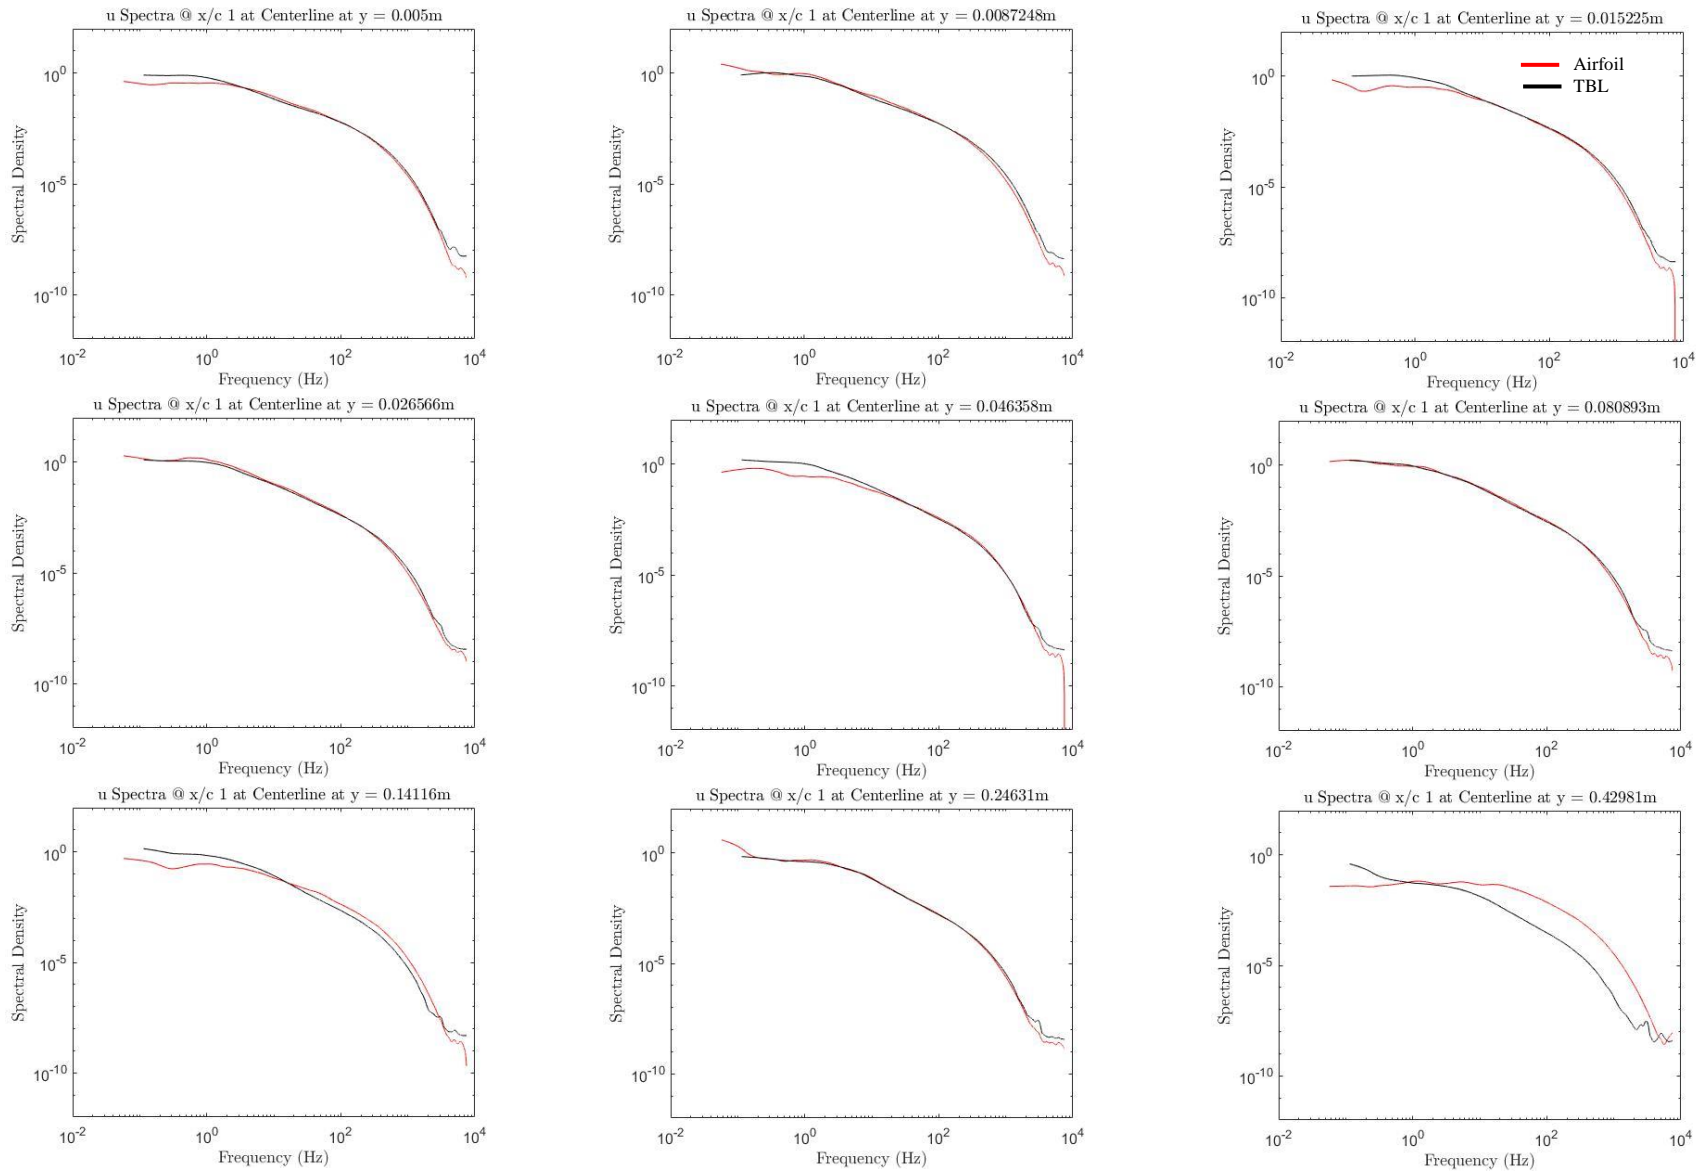 u Spectra @ x/c 1 at Centerline at y = 0.005m
10^0
10^-5
10^-10
Spectral Density
10^-2 10^0 10^2 10^4
Frequency (Hz)
u Spectra @ x/c 1 at Centerline at y = 0.0087248m
10^0
10^-5
10^-10
Spectral Density
10^-2 10^0 10^2 10^4
Frequency (Hz)
u Spectra @ x/c 1 at Centerline at y = 0.015225m
Airfoil
TBL
10^0
10^-5
10^-10
Spectral Density
10^-2 10^0 10^2 10^4
Frequency (Hz)
u Spectra @ x/c 1 at Centerline at y = 0.026566m
10^0
10^-5
10^-10
Spectral Density
10^-2 10^0 10^2 10^4
Frequency (Hz)
u Spectra @ x/c 1 at Centerline at y = 0.046358m
10^0
10^-5
10^-10
Spectral Density
10^-2 10^0 10^2 10^4
Frequency (Hz)
u Spectra @ x/c 1 at Centerline at y = 0.080893m
10^0
10^-5
10^-10
Spectral Density
10^-2 10^0 10^2 10^4
Frequency (Hz)
u Spectra @ x/c 1 at Centerline at y = 0.14116m
10^0
10^-5
10^-10
Spectral Density
10^-2 10^0 10^2 10^4
Frequency (Hz)
u Spectra @ x/c 1 at Centerline at y = 0.24631m
10^0
10^-5
10^-10
Spectral Density
10^-2 10^0 10^2 10^4
Frequency (Hz)
u Spectra @ x/c 1 at Centerline at y = 0.42981m
10^0
10^-5
10^-10
Spectral Density
10^-2 10^0 10^2 10^4
Frequency (Hz)